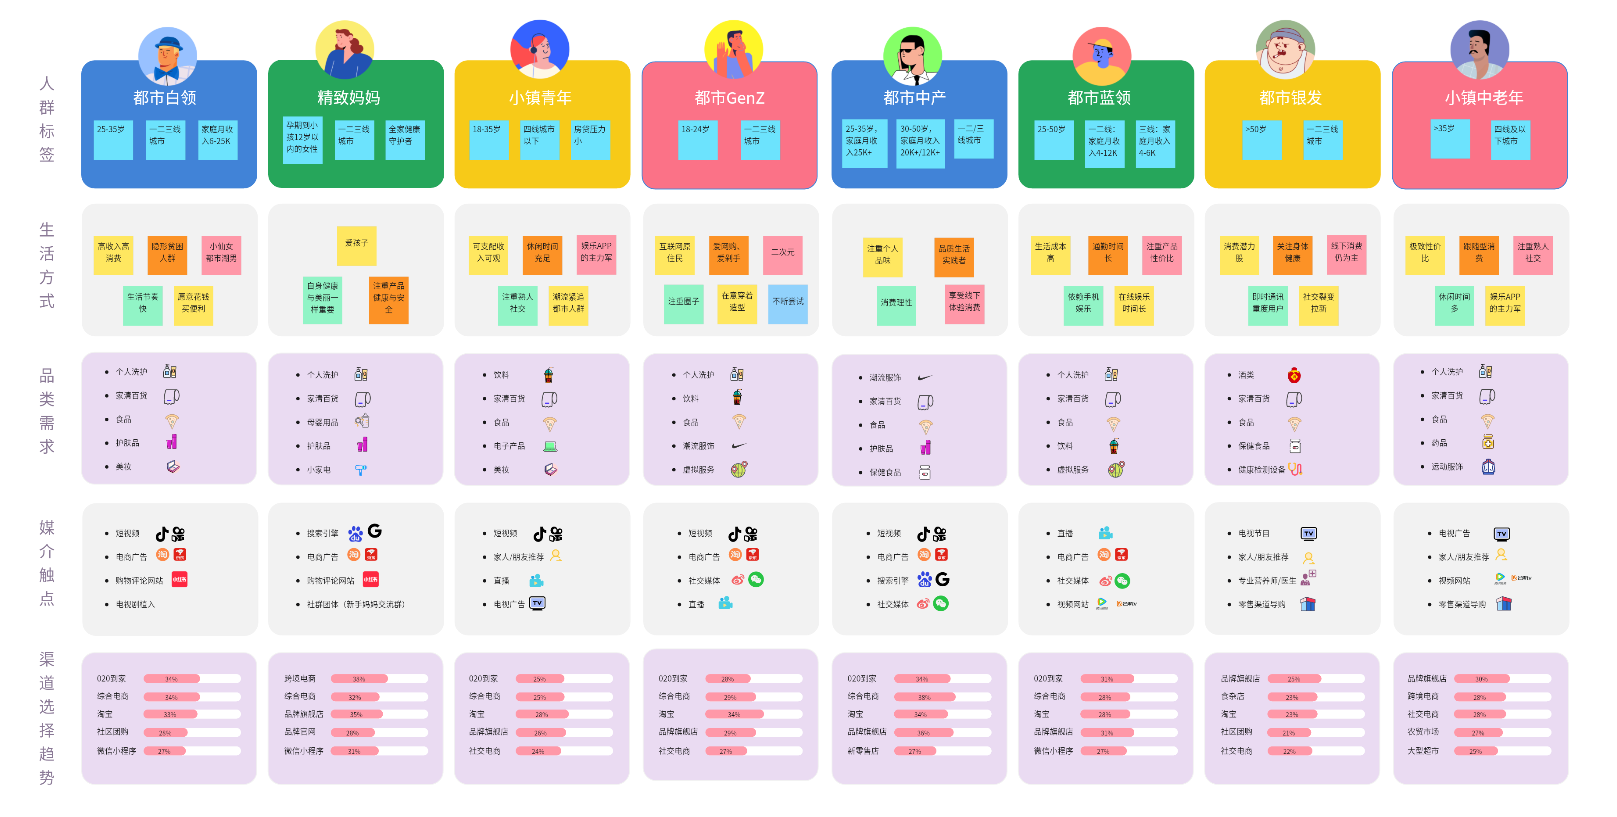 人群标签
都市白领
25-35岁
一二三线
城市
家庭月收
入6-25K
精致妈妈
孕期到小
孩12岁以
内的女性
一二三线
城市
全家健康
守护者
小镇青年
18-35岁
四线城市
以下
房贷压力
小
都市GenZ
18-24岁
一二三线
城市
都市中产
25-35岁，
家庭月收
入25K+
30-50岁，
家庭月收入
20K+/12K+
一二/三
线城市
都市蓝领
25-50岁
一二线：
家庭月收
入4-12K
三线：家
庭月收入
4-6K
都市银发
>50岁
一二三线
城市
小镇中老年
>35岁
四线及以
下城市
生活方式
高收入高
消费
隐形贫困
人群
小仙女
都市潮男
生活节奏
快
愿意花钱
买便利
爱孩子
自身健康
与美丽一
样重要
注重产品
健康与安
全
可支配收
入可观
休闲时间
充足
娱乐APP
的主力军
注重熟人
社交
潮流紧追
都市人群
互联网原
住民
爱网购、
爱剁手
二次元
注重圈子
在意穿着
造型
不断尝试
注重个人
品味
品质生活
实践者
消费理性
享受线下
体验消费
生活成本
高
通勤时间
长
注重产品
性价比
依赖手机
娱乐
在线娱乐
时间长
消费潜力
股
关注身体
健康
线下消费
仍为主
即时通讯
重度用户
社交裂变
拉新
极致性价
比
跟随型消
费
注重熟人
社交
休闲时间
多
娱乐APP
的主力军
品类需求
个人洗护
家清百货
食品
护肤品
美妆
个人洗护
家清百货
母婴用品
护肤品
小家电
饮料
家清百货
食品
电子产品
美妆
个人洗护
饮料
食品
潮流服饰
虚拟服务
潮流服饰
家清百货
食品
护肤品
保健食品
个人洗护
家清百货
食品
饮料
虚拟服务
酒类
家清百货
食品
保健食品
健康检测设备
个人洗护
家清百货
食品
药品
运动服饰
媒介触点
短视频
电商广告 淘
购物评论网站 小红书
电视剧植入
搜索引擎 du G
电商广告 淘
购物评论网站 小红书
社群团体（新手妈妈交流群）
短视频
家人/朋友推荐
直播
电视广告 TV
短视频
电商广告 淘
社交媒体
直播
短视频
电商广告 淘
搜索引擎 du G
社交媒体
直播
电商广告 淘
社交媒体
视频网站
电视节目 TV
家人/朋友推荐
专业营养师/医生
零售渠道导购
电视广告 TV
家人/朋友推荐
视频网站
零售渠道导购
渠道选择趋势
O2O到家 34%
综合电商 34%
淘宝 33%
社区团购 28%
微信小程序 27%
跨境电商 38%
综合电商 32%
品牌旗舰店 35%
品牌官网 28%
微信小程序 31%
O2O到家 25%
综合电商 25%
淘宝 28%
品牌旗舰店 26%
社交电商 24%
O2O到家 28%
综合电商 29%
淘宝 34%
品牌旗舰店 29%
社交电商 27%
O2O到家 34%
综合电商 38%
淘宝 34%
品牌旗舰店 36%
新零售店 27%
O2O到家 31%
综合电商 28%
淘宝 28%
品牌旗舰店 31%
微信小程序 27%
品牌旗舰店 25%
食杂店 23%
淘宝 23%
社区团购 21%
社交电商 22%
品牌旗舰店 30%
跨境电商 28%
社交电商 28%
农贸市场 27%
大型超市 25%